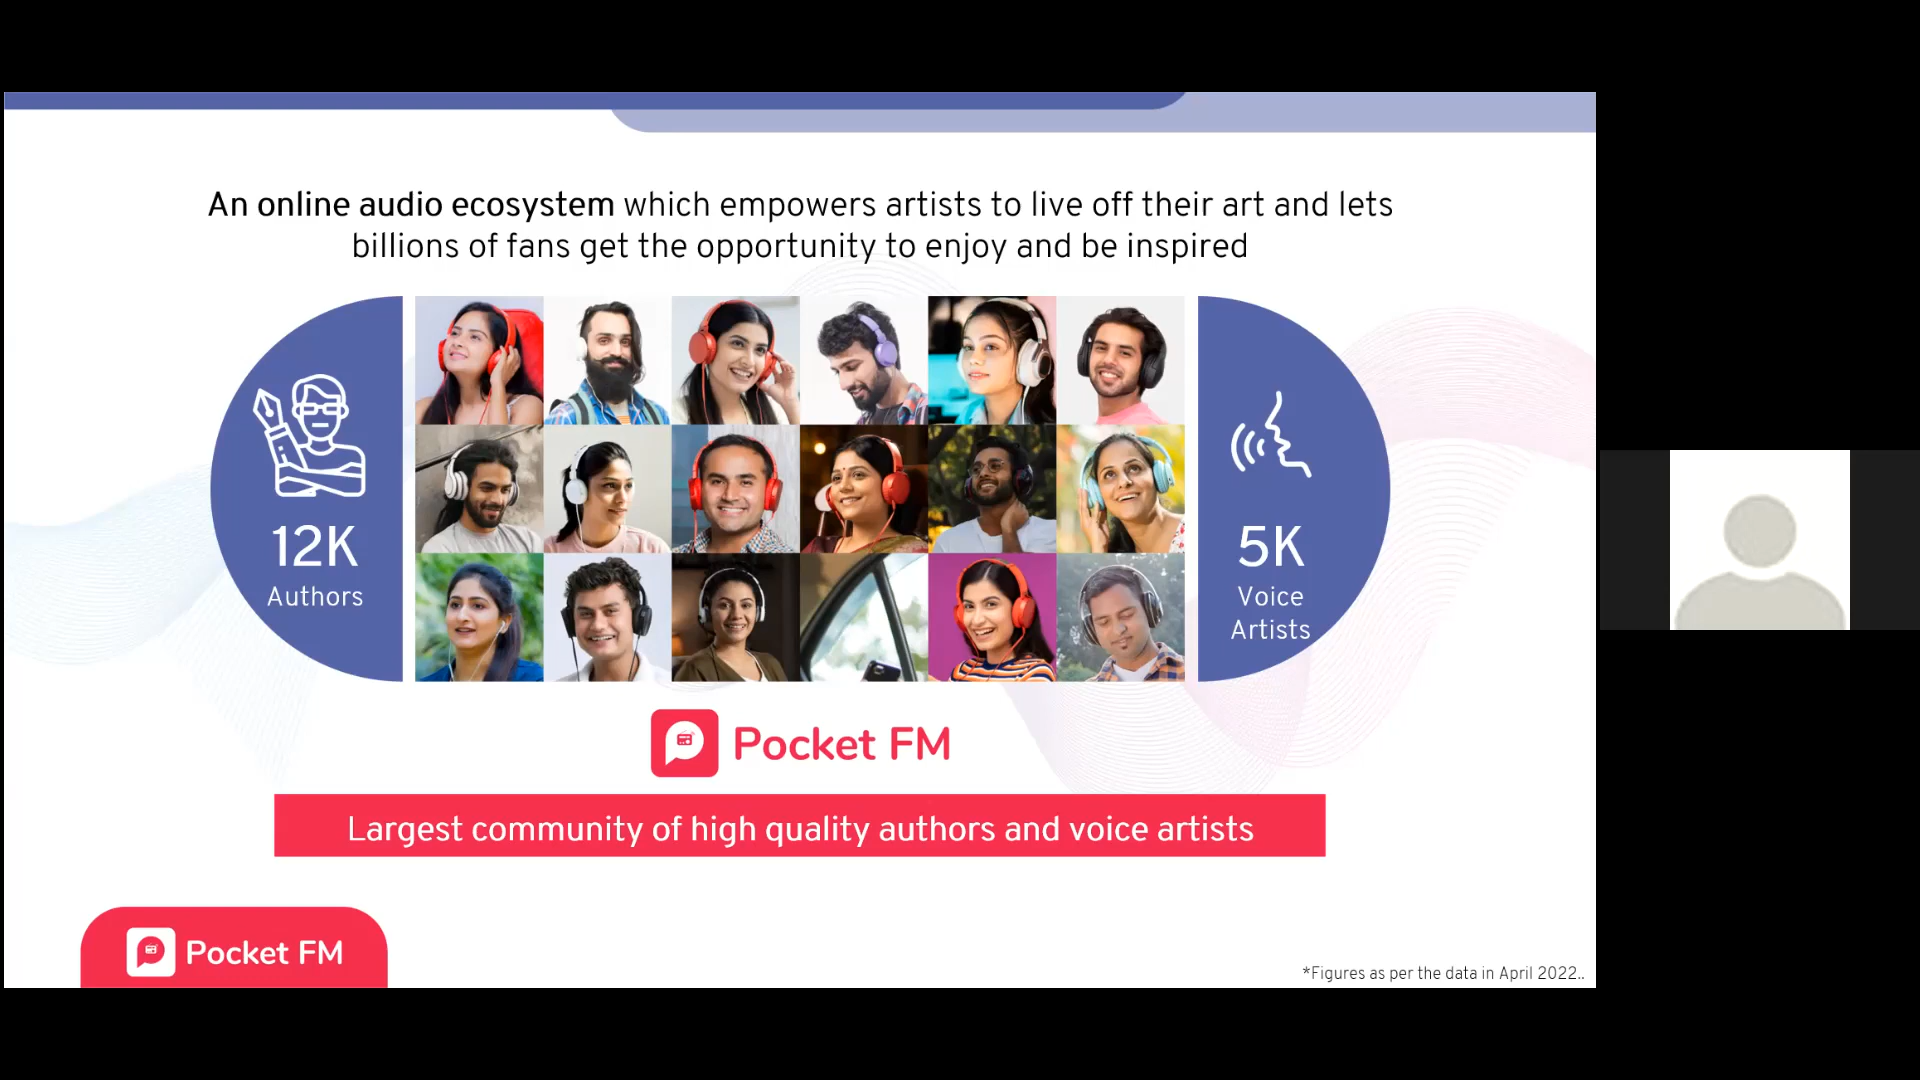 An online audio ecosystem which empowers artists to live off their art and lets
billions of fans get the opportunity to enjoy and be inspired
12K
Authors
5K
Voice
Artists
Pocket FM
Largest community of high quality authors and voice artists
Pocket FM
*Figures as per the data in April 2022..